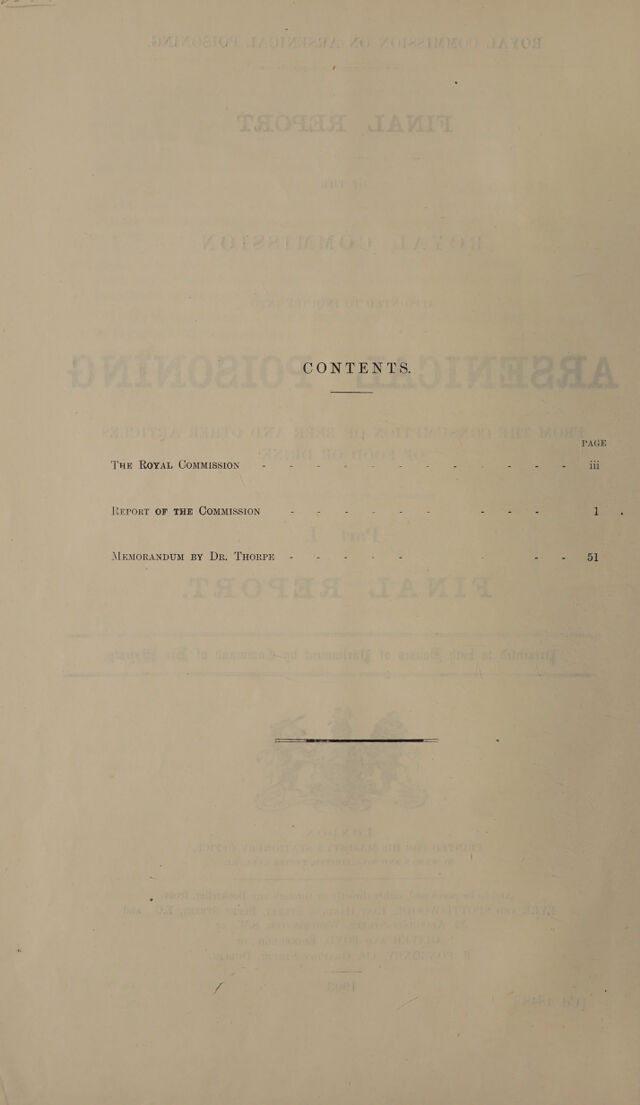 CONTENTS.
PAGE
THE ROYAL COMMISSION - - - - - - - - - - - - iii
REPORT OF THE COMMISSION - - - - - - - - - 1
MEMORANDUM BY DR. THORPE - - - - - - - - 51